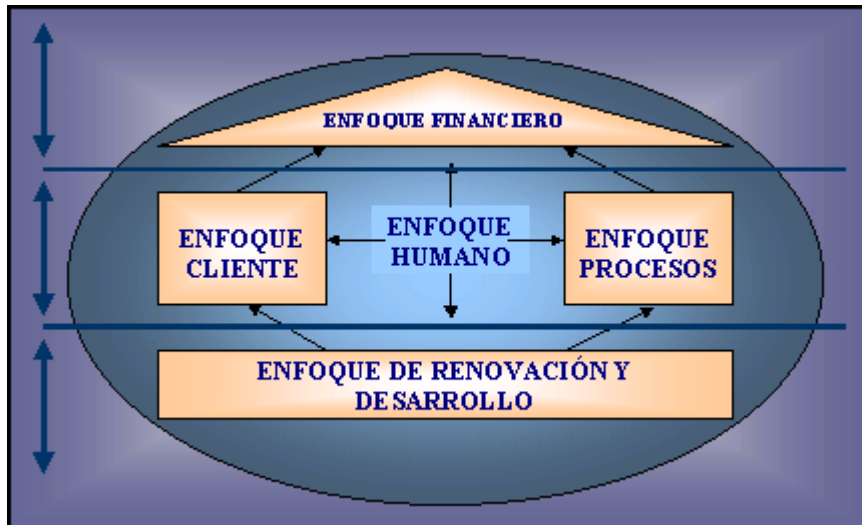 ENFOQUE FINANCIERO
ENFOQUE
CLIENTE
ENFOQUE
HUMANO
ENFOQUE
PROCESOS
ENFOQUE DE RENOVACIÓN Y
DESARROLLO